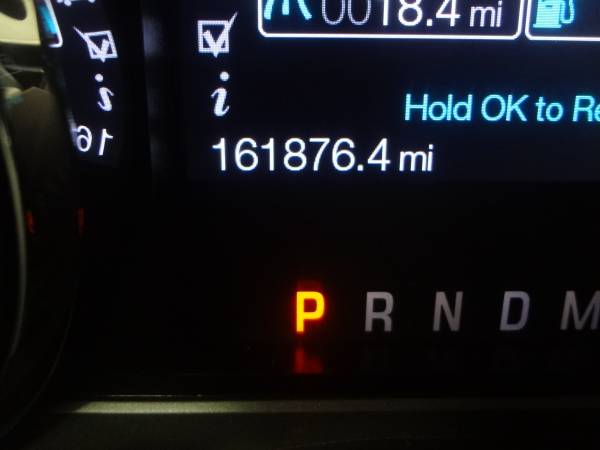 0018.4 mi
i
Hold OK to Re
161876.4 mi
P R N D M